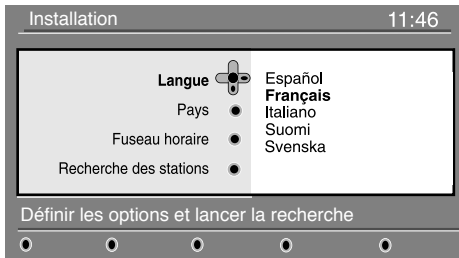 Installation 11:46
Langue
Pays
Fuseau horaire
Recherche des stations
Español
Français
Italiano
Suomi
Svenska
Définir les options et lancer la recherche